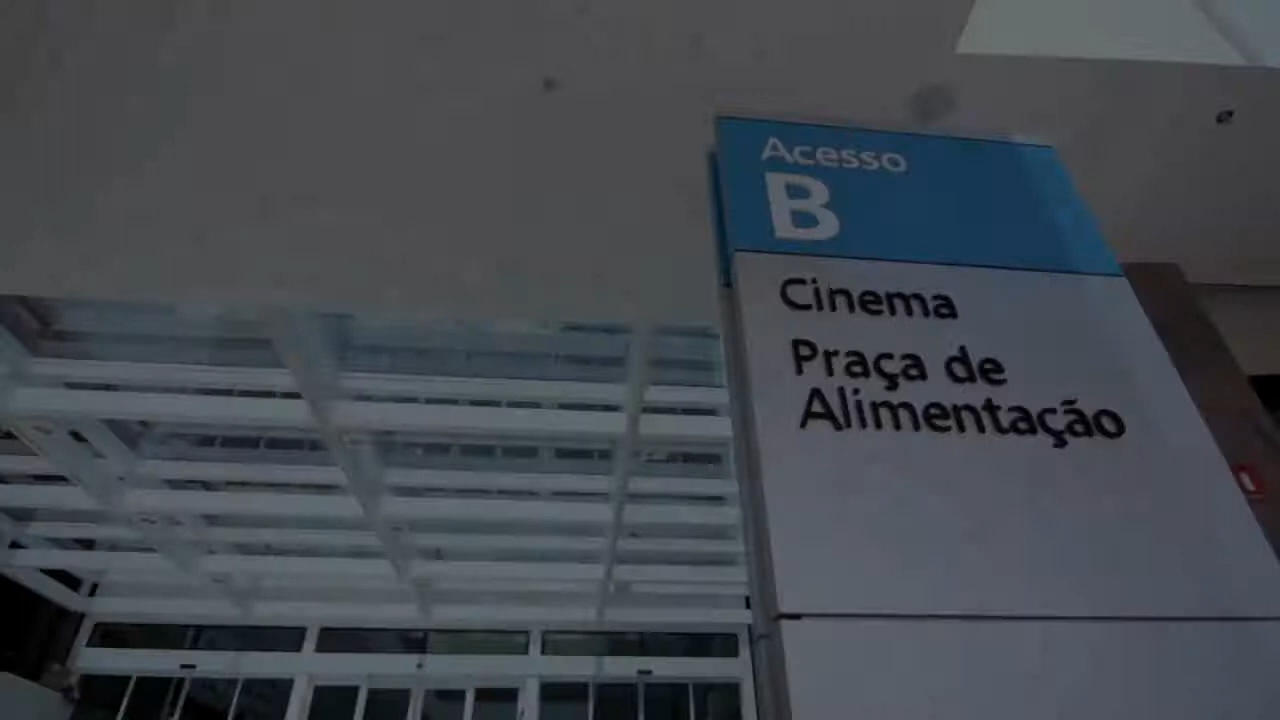 Acesso
B
Cinema
Praça de
Alimentação